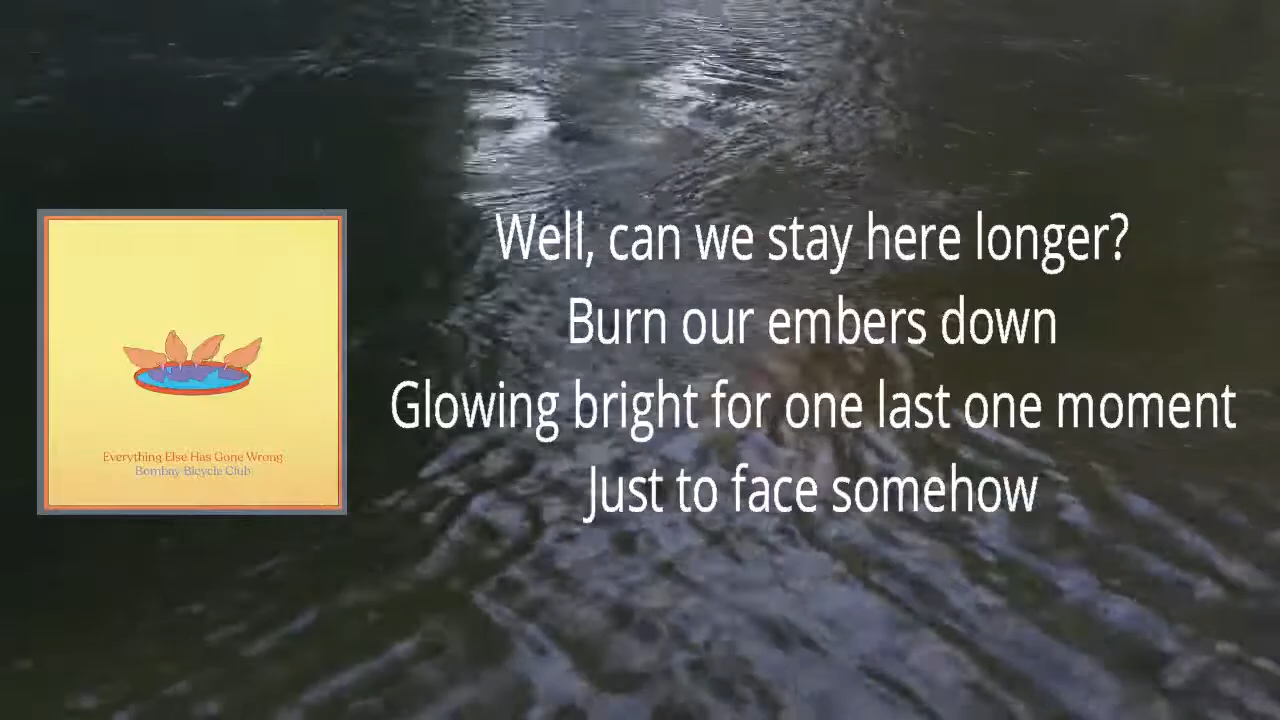 Well, can we stay here longer?
Burn our embers down
Glowing bright for one last one moment
Just to face somehow
Everything Else Has Gone Wrong
Bombay Bicycle Club